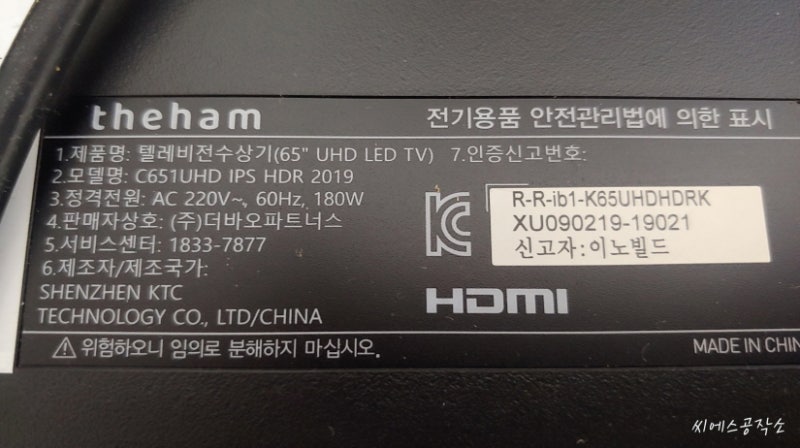 theham
전기용품 안전관리법에 의한 표시
1.제품명: 텔레비전수상기(65" UHD LED TV)
7.인증신고번호:
2.모델명: C651UHD IPS HDR 2019
3.정격전원: AC 220V~, 60Hz, 180W
4.판매자상호: (주)더바오파트너스
5.서비스센터: 1833-7877
6.제조자/제조국가:
SHENZHEN KTC
TECHNOLOGY CO., LTD/CHINA
R-R-ib1-K65UHDHDRK
XU090219-19021
신고자:이노빌드
HDMI
위험하오니 임의로 분해하지 마십시오.
MADE IN CHIN
씨에스공작소